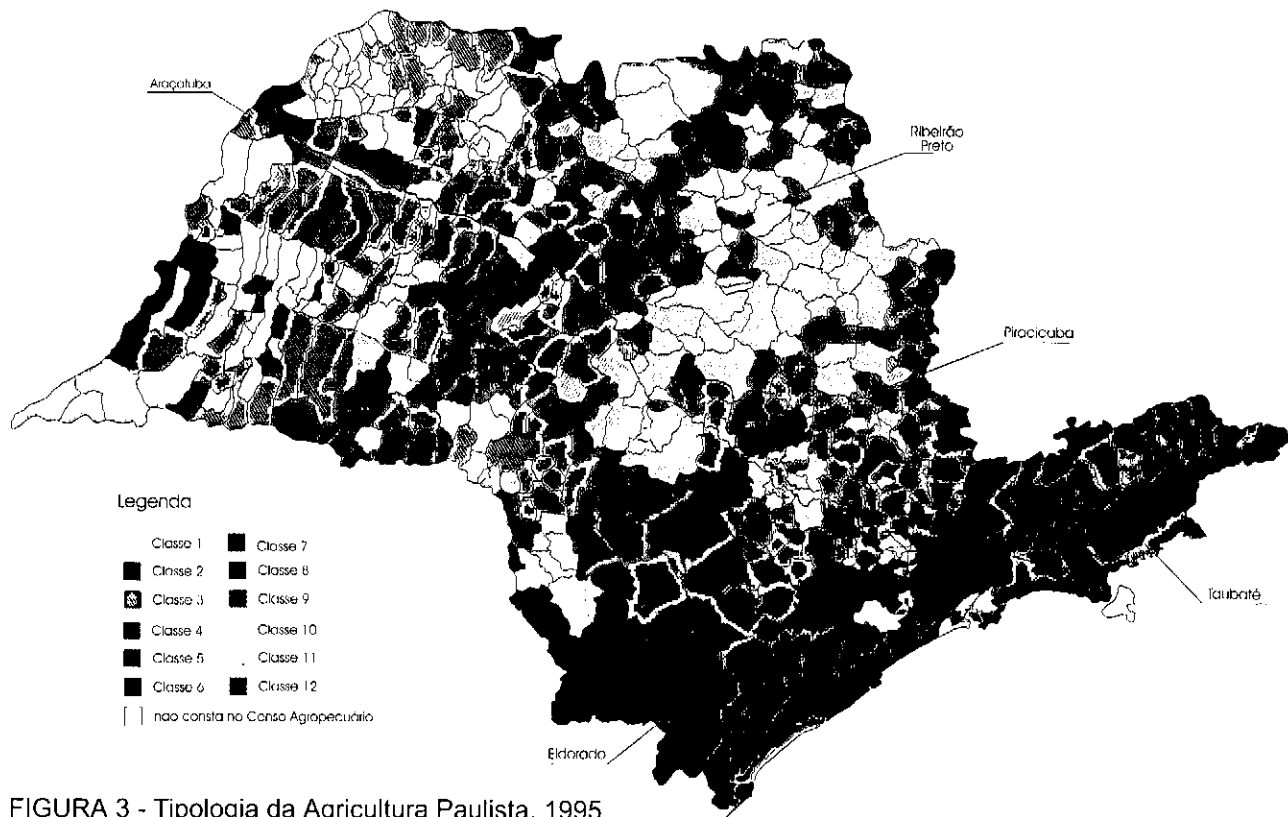 Araçatuba
Ribeirão
Preto
Piracicaba
Taubaté
Eldorado
Legenda
Classe 1
Classe 2
Classe 3
Classe 4
Classe 5
Classe 6
Classe 7
Classe 8
Classe 9
Classe 10
Classe 11
Classe 12
nao consta no Censo Agropecuário
FIGURA 3 - Tipologia da Agricultura Paulista, 1995